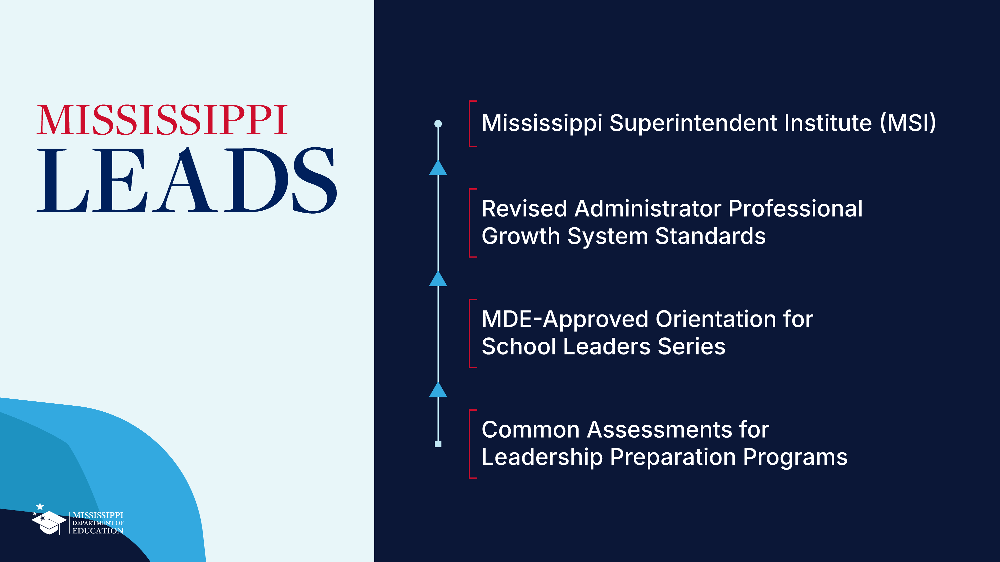 MISSISSIPPI
LEADS
Mississippi Superintendent Institute (MSI)
Revised Administrator Professional
Growth System Standards
MDE-Approved Orientation for
School Leaders Series
Common Assessments for
Leadership Preparation Programs
MISSISSIPPI
DEPARTMENT OF
EDUCATION